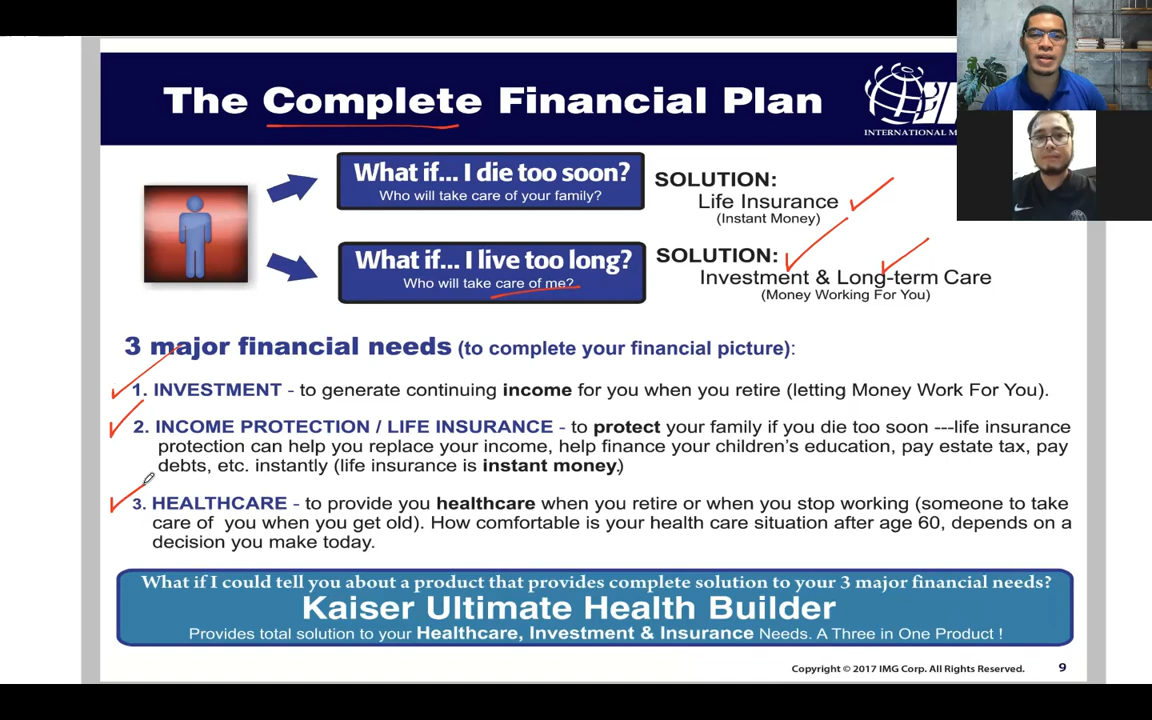 The Complete Financial Plan
INTERNATIONAL M
What if... I die too soon?
Who will take care of your family?
SOLUTION:
Life Insurance
(Instant Money)
What if... I live too long?
Who will take care of me?
SOLUTION:
Investment & Long-term Care
(Money Working For You)
3 major financial needs (to complete your financial picture):
1. INVESTMENT - to generate continuing income for you when you retire (letting Money Work For You).
2. INCOME PROTECTION / LIFE INSURANCE - to protect your family if you die too soon ---life insurance
protection can help you replace your income, help finance your children's education, pay estate tax, pay
debts, etc. instantly (life insurance is instant money.)
3. HEALTHCARE - to provide you healthcare when you retire or when you stop working (someone to take
care of you when you get old). How comfortable is your health care situation after age 60, depends on a
decision you make today.
What if I could tell you about a product that provides complete solution to your 3 major financial needs?
Kaiser Ultimate Health Builder
Provides total solution to your Healthcare, Investment & Insurance Needs. A Three in One Product !
Copyright © 2017 IMG Corp. All Rights Reserved.
9